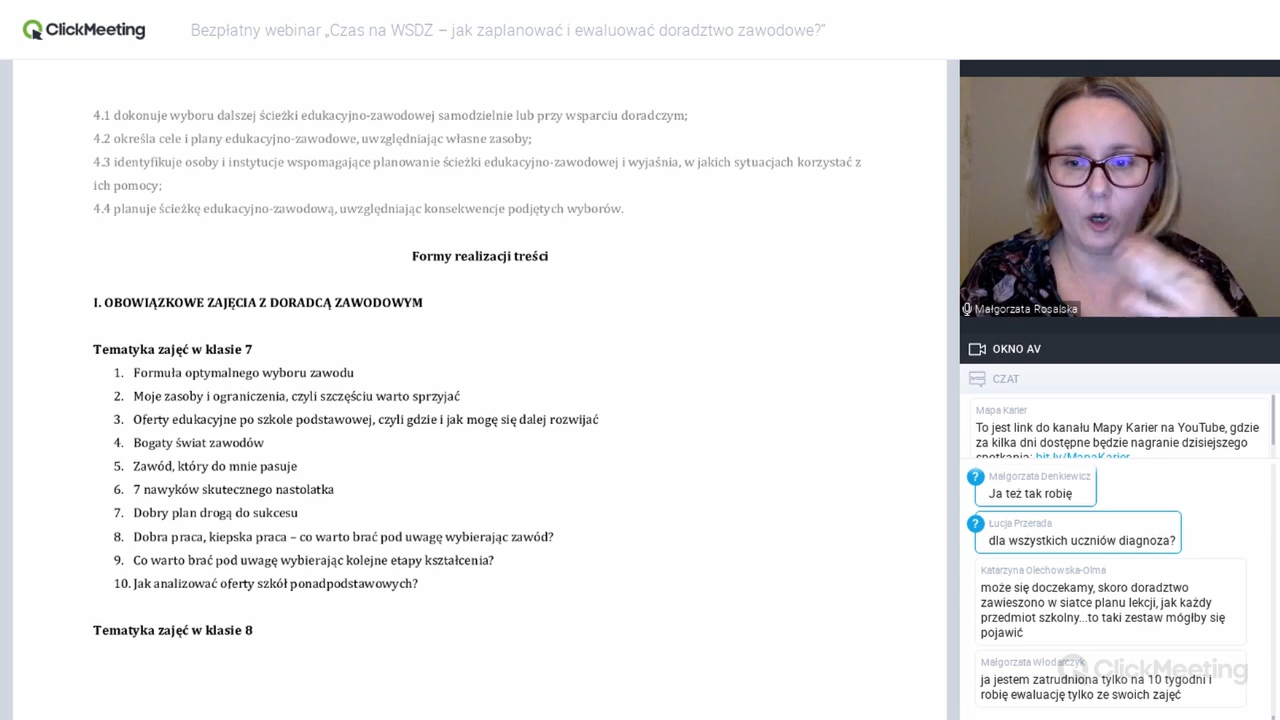 ClickMeeting
Bezpłatny webinar „Czas na WSDZ – jak zaplanować i ewaluować doradztwo zawodowe?"
4.1 dokonuje wyboru dalszej ścieżki edukacyjno-zawodowej samodzielnie lub przy wsparciu doradczym;
4.2 określa cele i plany edukacyjno-zawodowe, uwzględniając własne zasoby;
4.3 identyfikuje osoby i instytucje wspomagające planowanie ścieżki edukacyjno-zawodowej i wyjaśnia, w jakich sytuacjach korzystać z
ich pomocy;
4.4 planuje ścieżkę edukacyjno-zawodową, uwzględniając konsekwencje podjętych wyborów.
Formy realizacji treści
I. OBOWIĄZKOWE ZAJĘCIA Z DORADCĄ ZAWODOWYM
Tematyka zajęć w klasie 7
1. Formuła optymalnego wyboru zawodu
2. Moje zasoby i ograniczenia, czyli szczęściu warto sprzyjać
3. Oferty edukacyjne po szkole podstawowej, czyli gdzie i jak mogę się dalej rozwijać
4. Bogaty świat zawodów
5. Zawód, który do mnie pasuje
6. 7 nawyków skutecznego nastolatka
7. Dobry plan drogą do sukcesu
8. Dobra praca, kiepska praca – co warto brać pod uwagę wybierając zawód?
9. Co warto brać pod uwagę wybierając kolejne etapy kształcenia?
10. Jak analizować oferty szkół ponadpodstawowych?
Tematyka zajęć w klasie 8
Małgorzata Rosalska
OKNO AV
CZAT
Mapa Karier
To jest link do kanału Mapy Karier na YouTube, gdzie
za kilka dni dostępne będzie nagranie dzisiejszego
spotkania: bit.ly/MapaKarier
? Małgorzata Denkiewicz
Ja też tak robię
? Łucja Przerada
dla wszystkich uczniów diagnoza?
Katarzyna Olechowska-Olma
może się doczekamy, skoro doradztwo
zawieszono w siatce planu lekcji, jak każdy
przedmiot szkolny...to taki zestaw mógłby się
pojawić
Małgorzata Włodarczyk
ja jestem zatrudniona tylko na 10 tygodni i
robię ewaluację tylko ze swoich zajęć
ClickMeeting